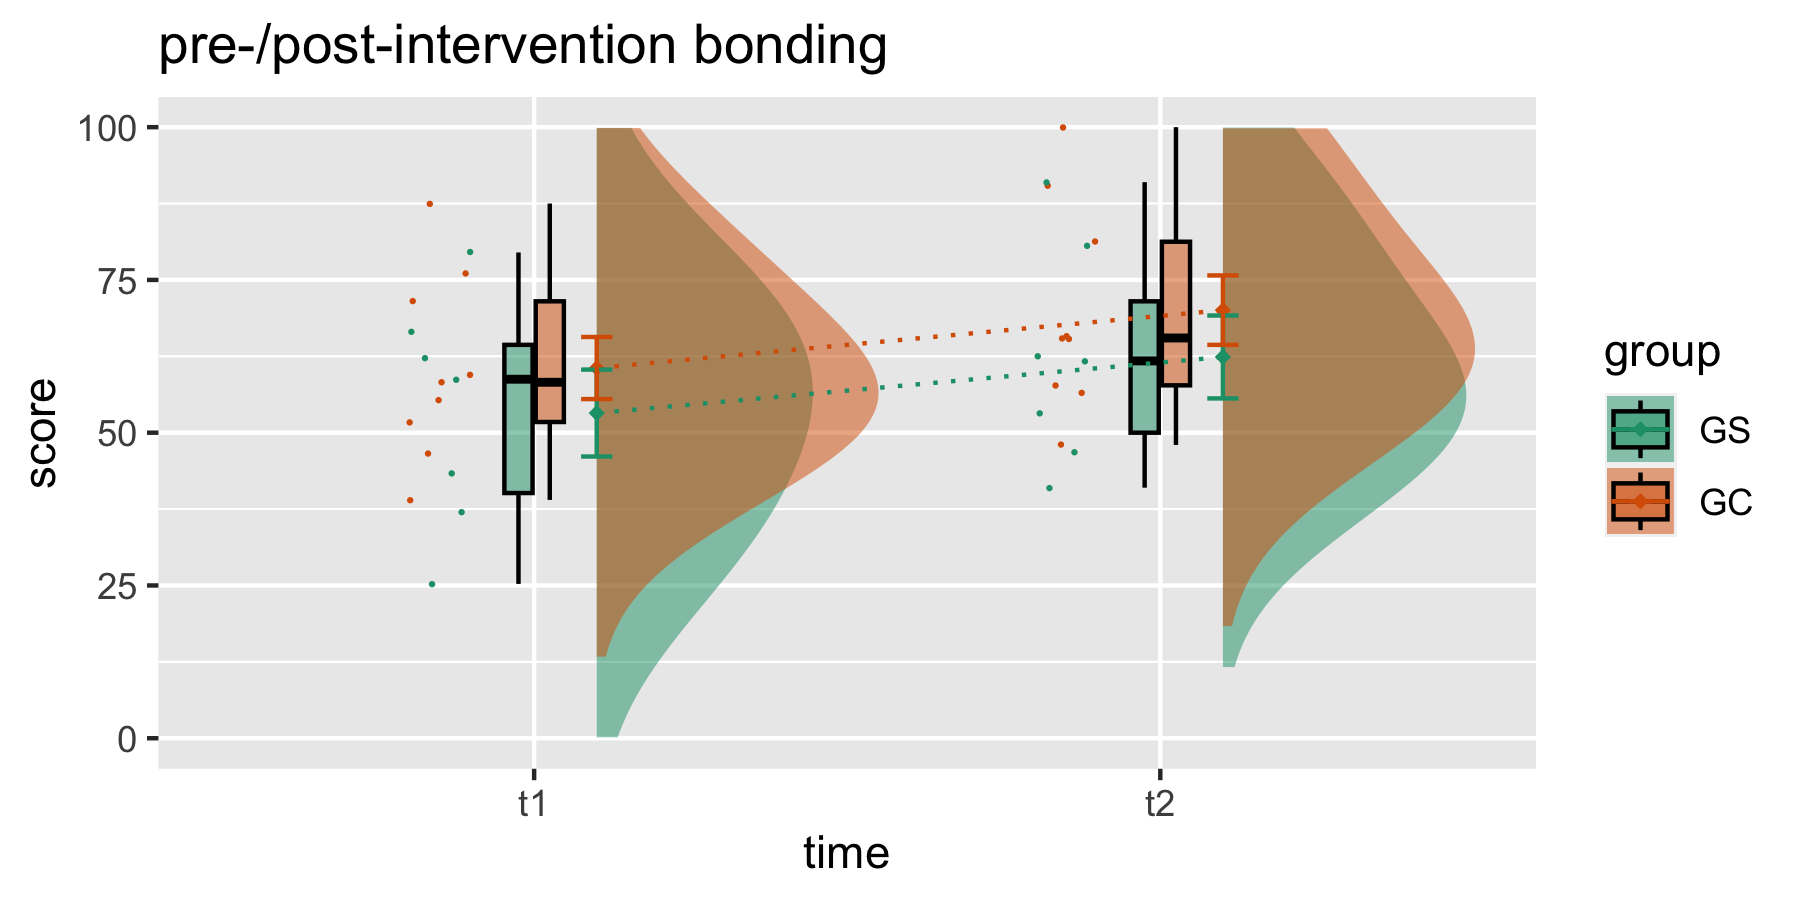 pre-/post-intervention bonding
100
75
50
25
0
score
t1
t2
time
group
GS
GC